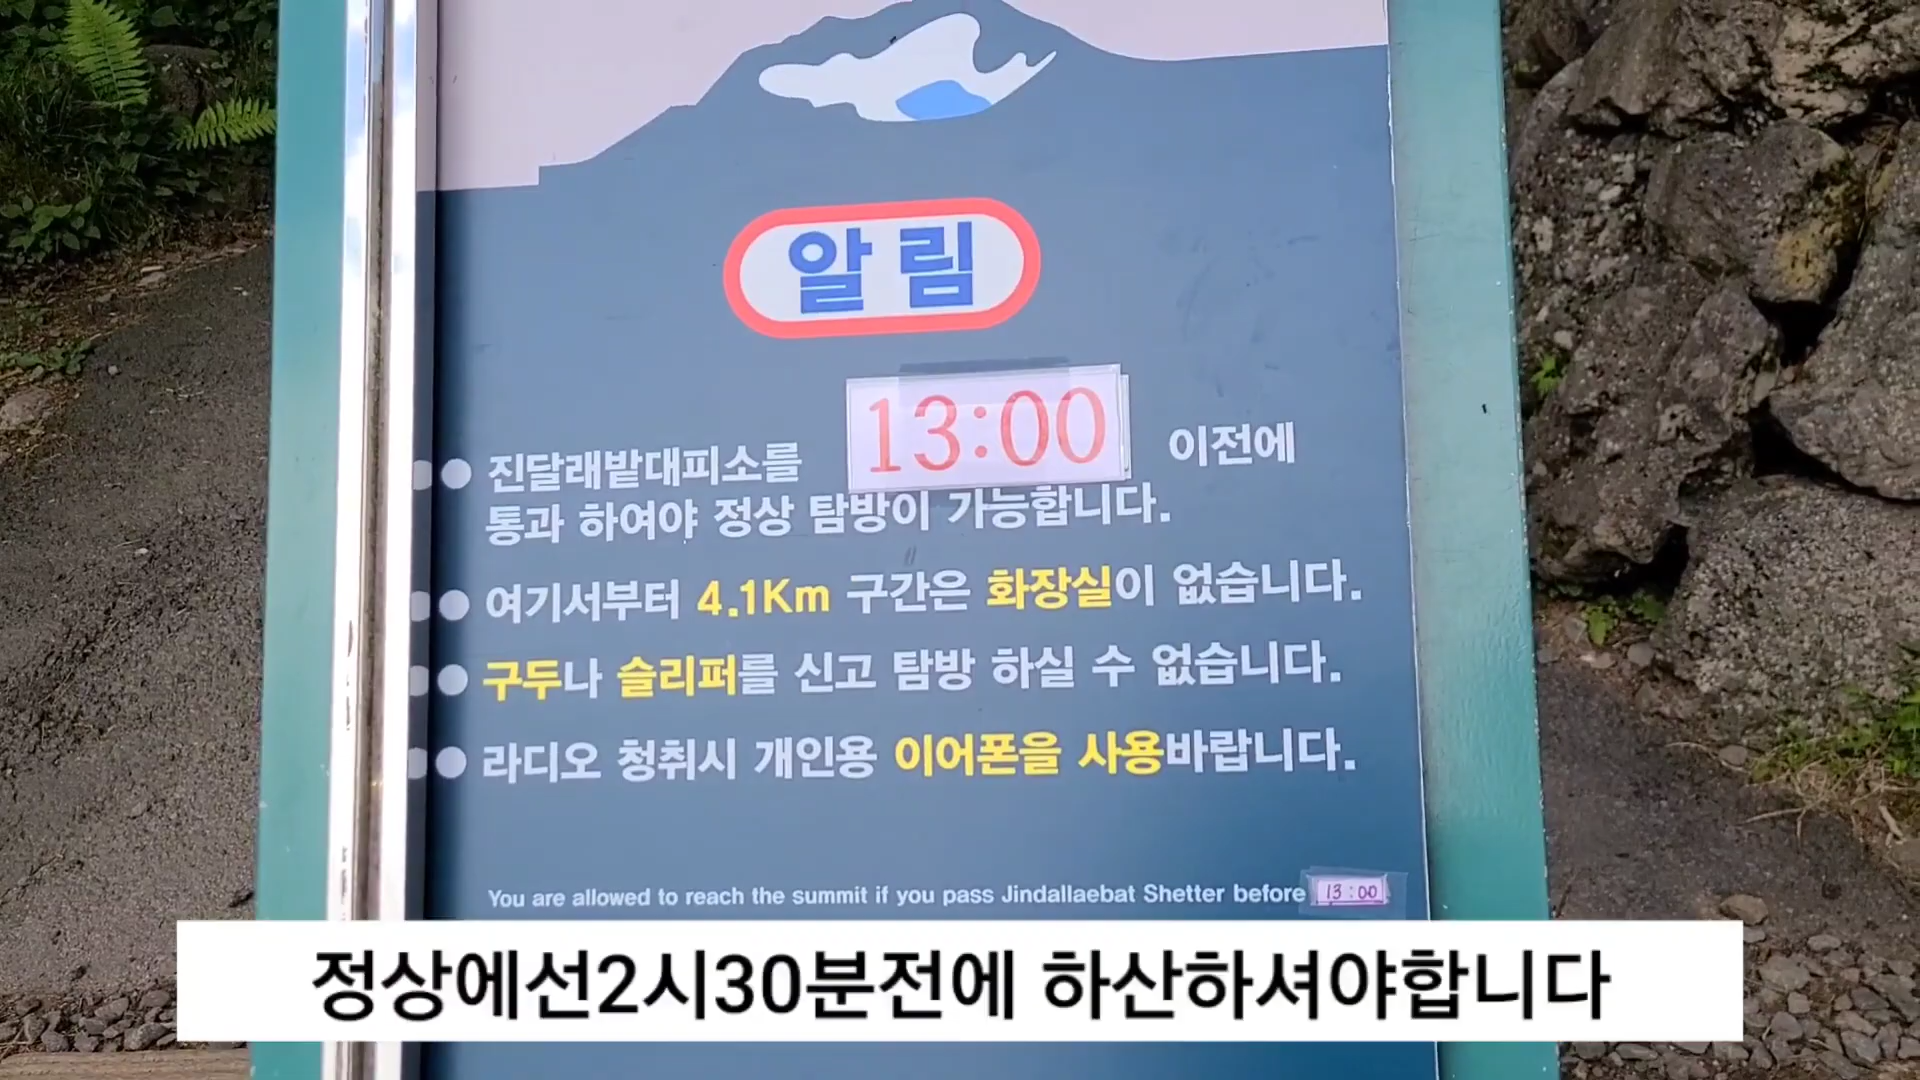 알림
진달래밭대피소를 13:00 이전에
통과 하여야 정상 탐방이 가능합니다.
여기서부터 4.1Km 구간은 화장실이 없습니다.
구두나 슬리퍼를 신고 탐방 하실 수 없습니다.
라디오 청취시 개인용 이어폰을 사용바랍니다.
You are allowed to reach the summit if you pass Jindallaebat Shetter before 13:00
정상에선2시30분전에 하산하셔야합니다